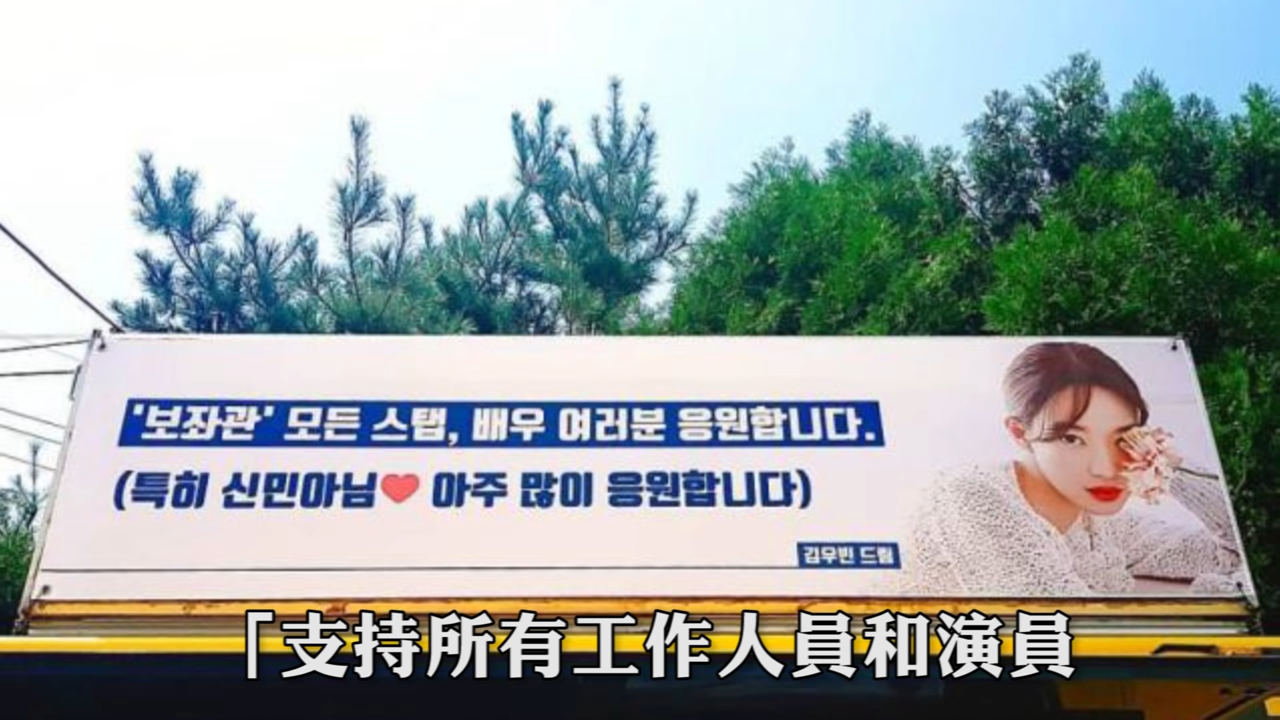 '보좌관' 모든 스탭, 배우 여러분 응원합니다.
(특히 신민아님❤ 아주 많이 응원합니다)
김우빈 드림
「支持所有工作人員和演員